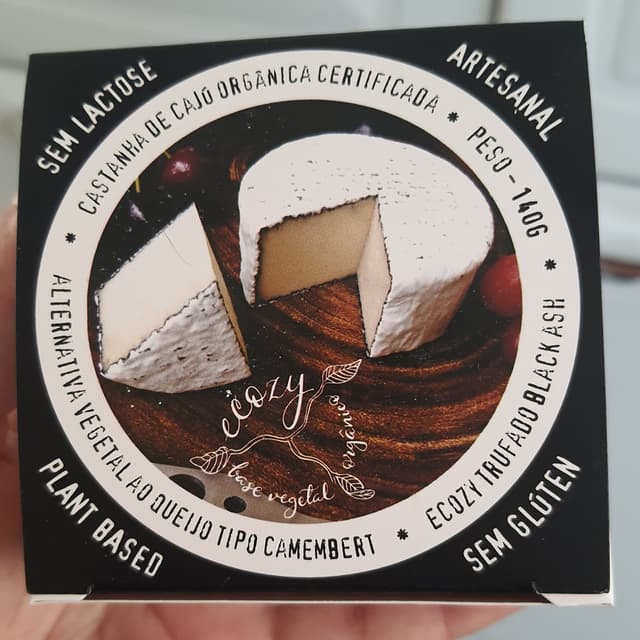 SEM LACTOSE
ARTESANAL
CASTANHA DE CAJÚ ORGÂNICA CERTIFICADA * PESO - 140G *
ALTERNATIVA VEGETAL AO QUEIJO TIPO CAMEMBERT * ECOZY TRUFADO BLACK ASH
ecozy
base vegetal
orgânico
PLANT BASED
SEM GLÚTEN